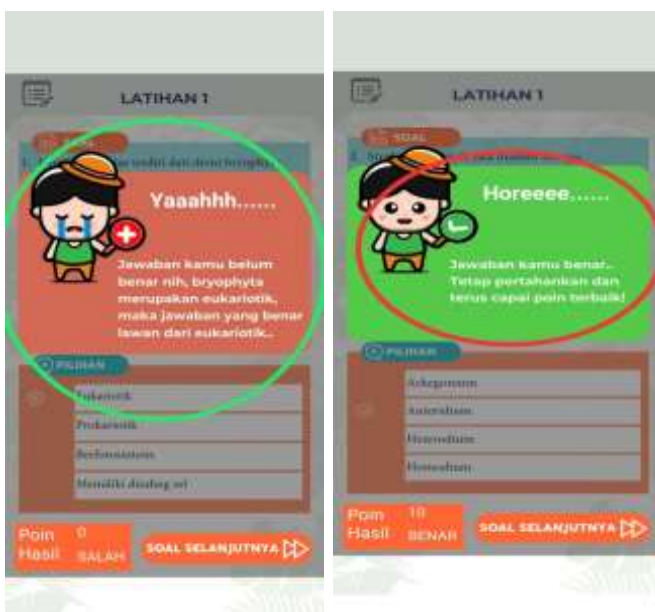 LATIHAN 1
Yaaahhh......
Jawaban kamu belum
benar nih, bryophyta
merupakan eukariotik,
maka jawaban yang benar
lawan dari eukariotik..
PILIHAN
Eukariotik
Prokariotik
Berfotosintesis
Memiliki dinding sel
Poin 0
Hasil SALAH
SOAL SELANJUTNYA
LATIHAN 1
SOAL
Horeeee......
Jawaban kamu benar..
Tetap pertahankan dan
terus capai poin terbaik!
PILIHAN
Arkegonium
Anteridium
Homodium
Poin 10
Hasil BENAR
SOAL SELANJUTNYA